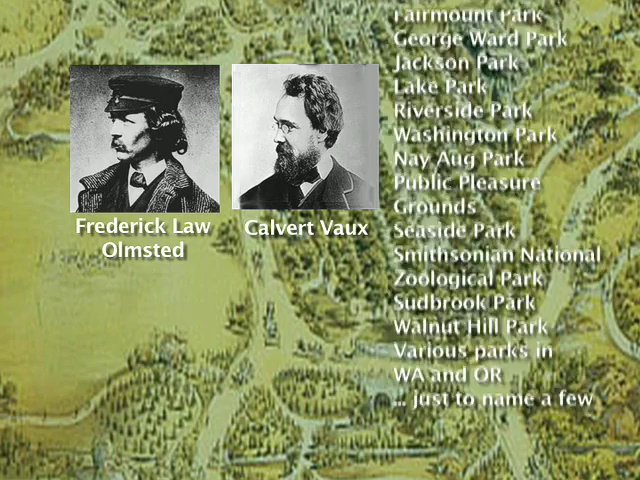 Frederick Law
Olmsted
Calvert Vaux
Fairmount Park
George Ward Park
Jackson Park
Lake Park
Riverside Park
Washington Park
Nay Aug Park
Public Pleasure
Grounds
Seaside Park
Smithsonian National
Zoological Park
Sudbrook Park
Walnut Hill Park
Various parks in
WA and OR
... just to name a few